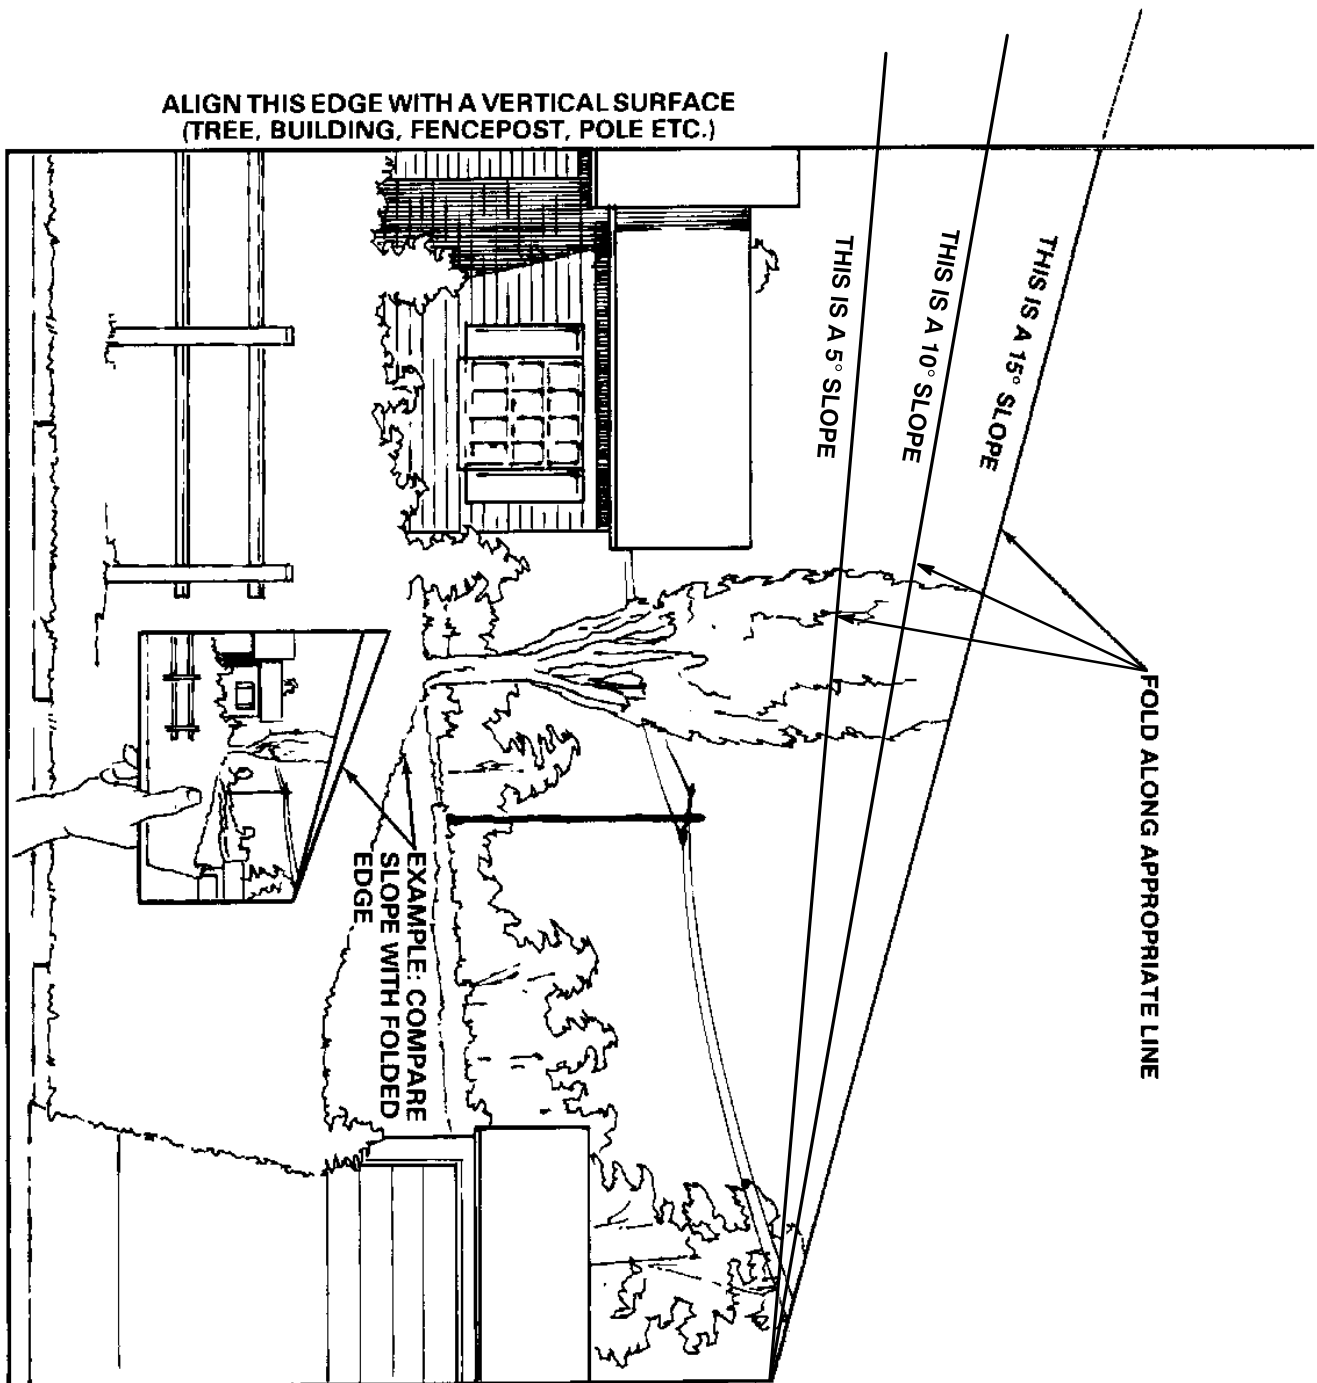 ALIGN THIS EDGE WITH A VERTICAL SURFACE
(TREE, BUILDING, FENCEPOST, POLE ETC.)
THIS IS A 15° SLOPE
THIS IS A 10° SLOPE
THIS IS A 5° SLOPE
FOLD ALONG APPROPRIATE LINE
EXAMPLE: COMPARE
SLOPE WITH FOLDED
EDGE